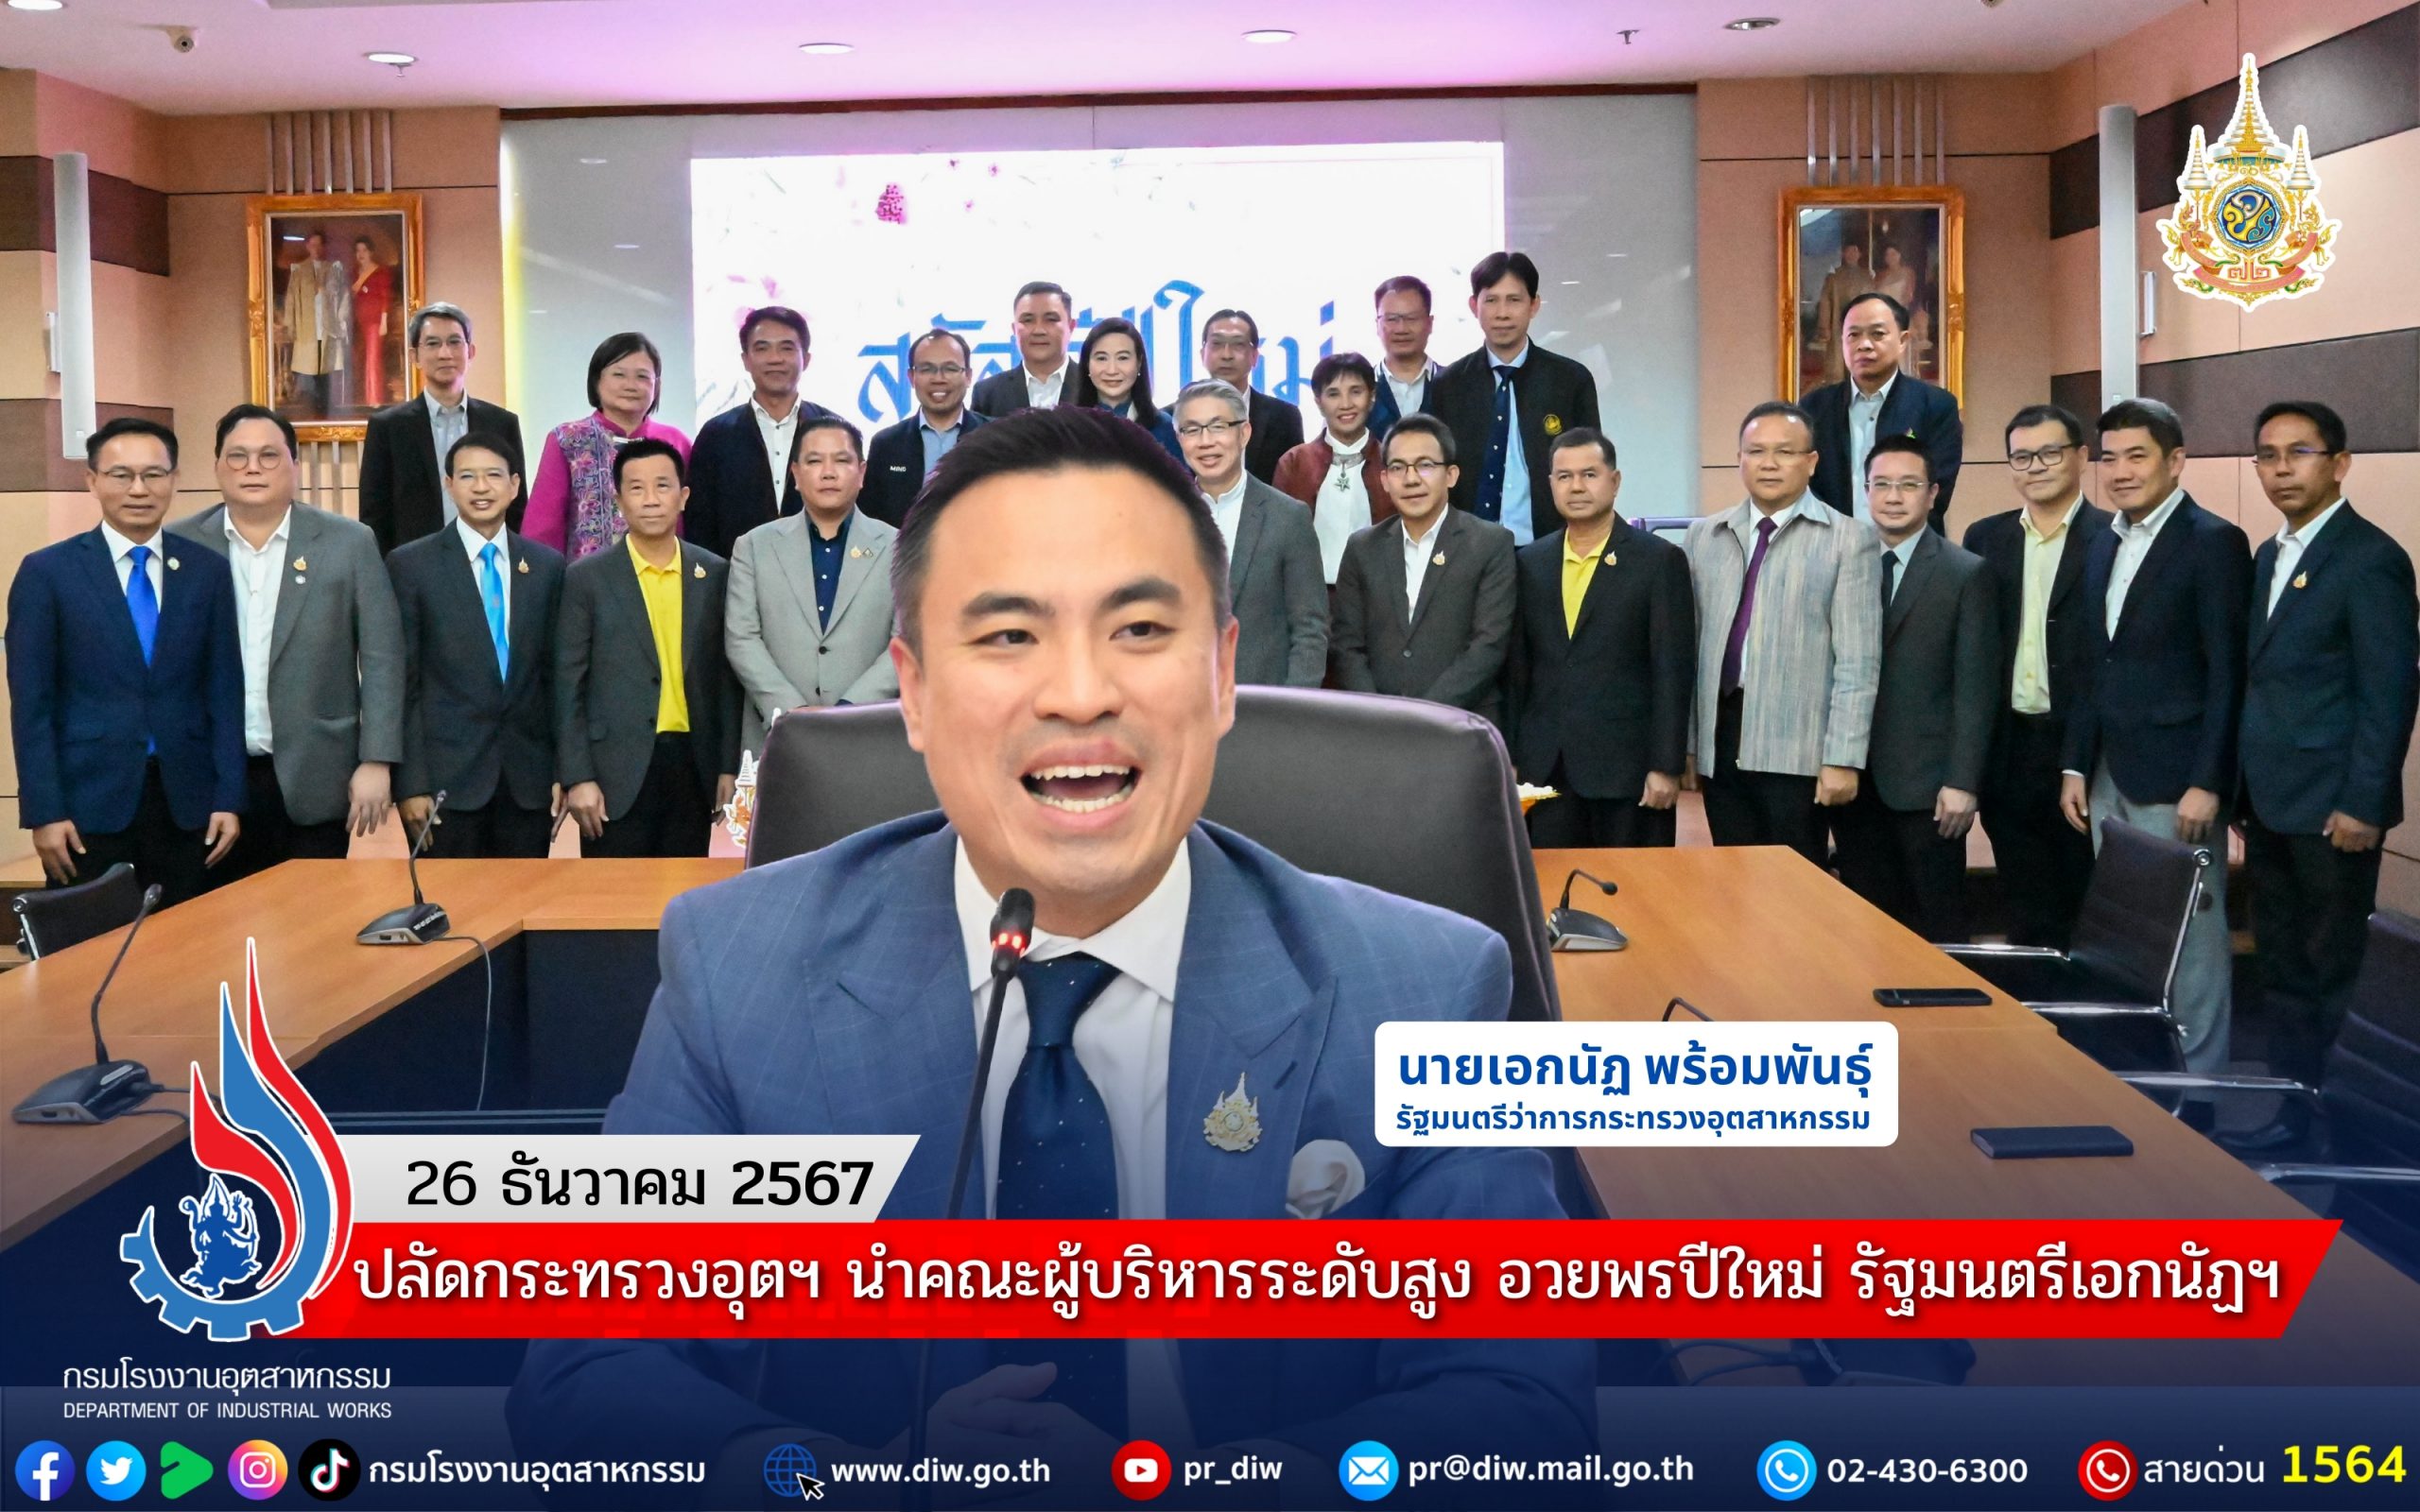 นายเอกนัฏ พร้อมพันธุ์
รัฐมนตรีว่าการกระทรวงอุตสาหกรรม
26 ธันวาคม 2567
ปลัดกระทรวงอุตฯ นำคณะผู้บริหารระดับสูง อวยพรปีใหม่ รัฐมนตรีเอกนัฏฯ
กรมโรงงานอุตสาหกรรม
DEPARTMENT OF INDUSTRIAL WORKS
กรมโรงงานอุตสาหกรรม www.diw.go.th pr_diw pr@diw.mail.go.th 02-430-6300 สายด่วน 1564